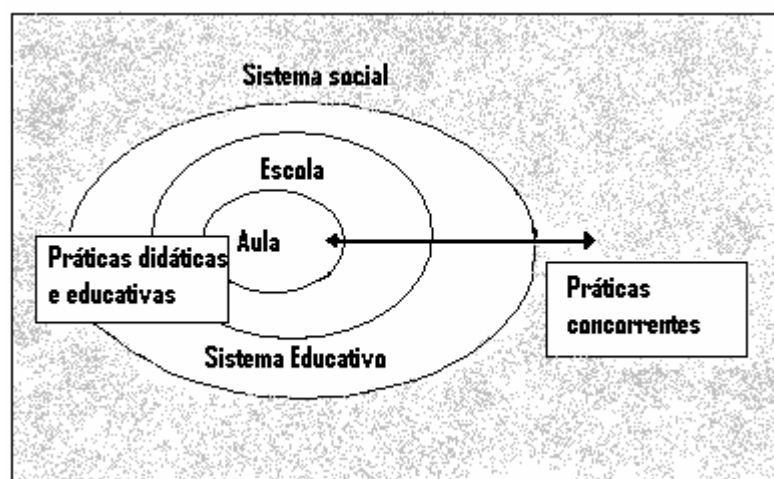 Sistema social
Escola
Aula
Práticas didáticas
e educativas
Práticas
concorrentes
Sistema Educativo